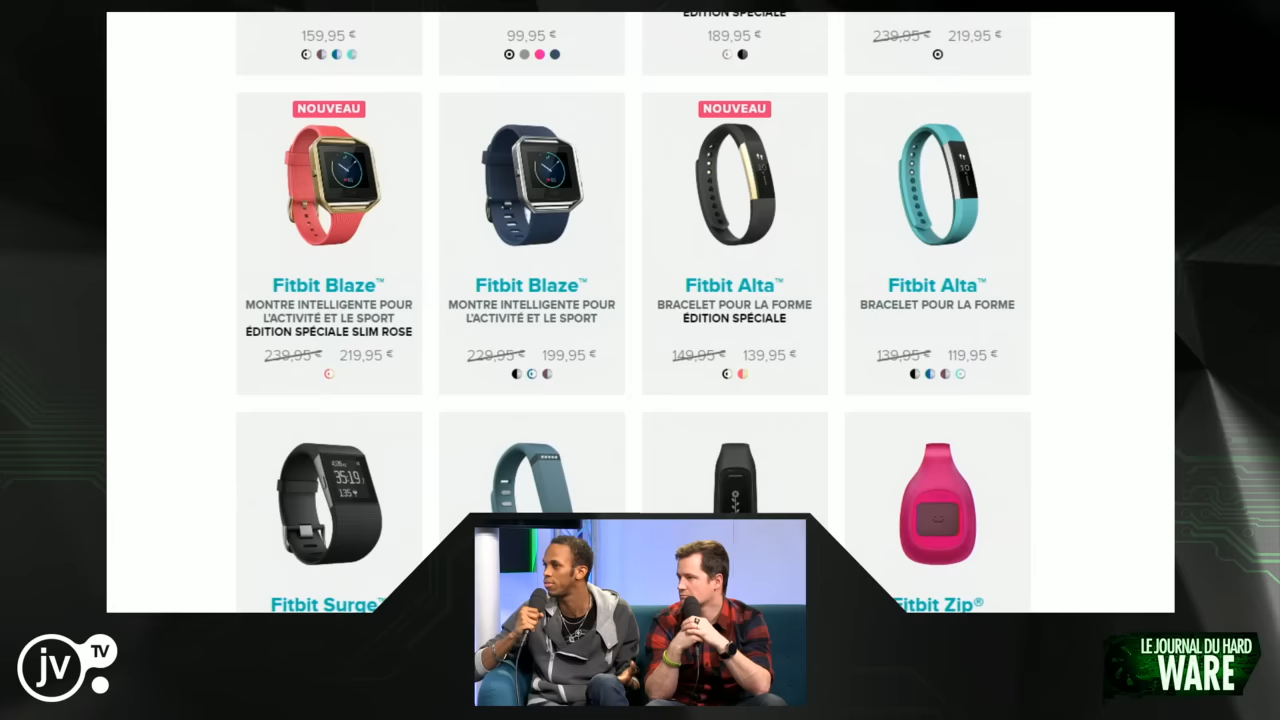 ÉDITION SPÉCIALE
159,95 €
99,95 €
189,95 €
239,95 € 219,95 €
NOUVEAU
NOUVEAU
Fitbit Blaze™
MONTRE INTELLIGENTE POUR
L'ACTIVITÉ ET LE SPORT
ÉDITION SPÉCIALE SLIM ROSE
239,95 € 219,95 €
Fitbit Blaze™
MONTRE INTELLIGENTE POUR
L'ACTIVITÉ ET LE SPORT
229,95 € 199,95 €
Fitbit Alta™
BRACELET POUR LA FORME
ÉDITION SPÉCIALE
149,95 € 139,95 €
Fitbit Alta™
BRACELET POUR LA FORME
139,95 € 119,95 €
35:19
135
Fitbit Surge™
Fitbit Zip®
jv TV
LE JOURNAL DU HARD
WARE